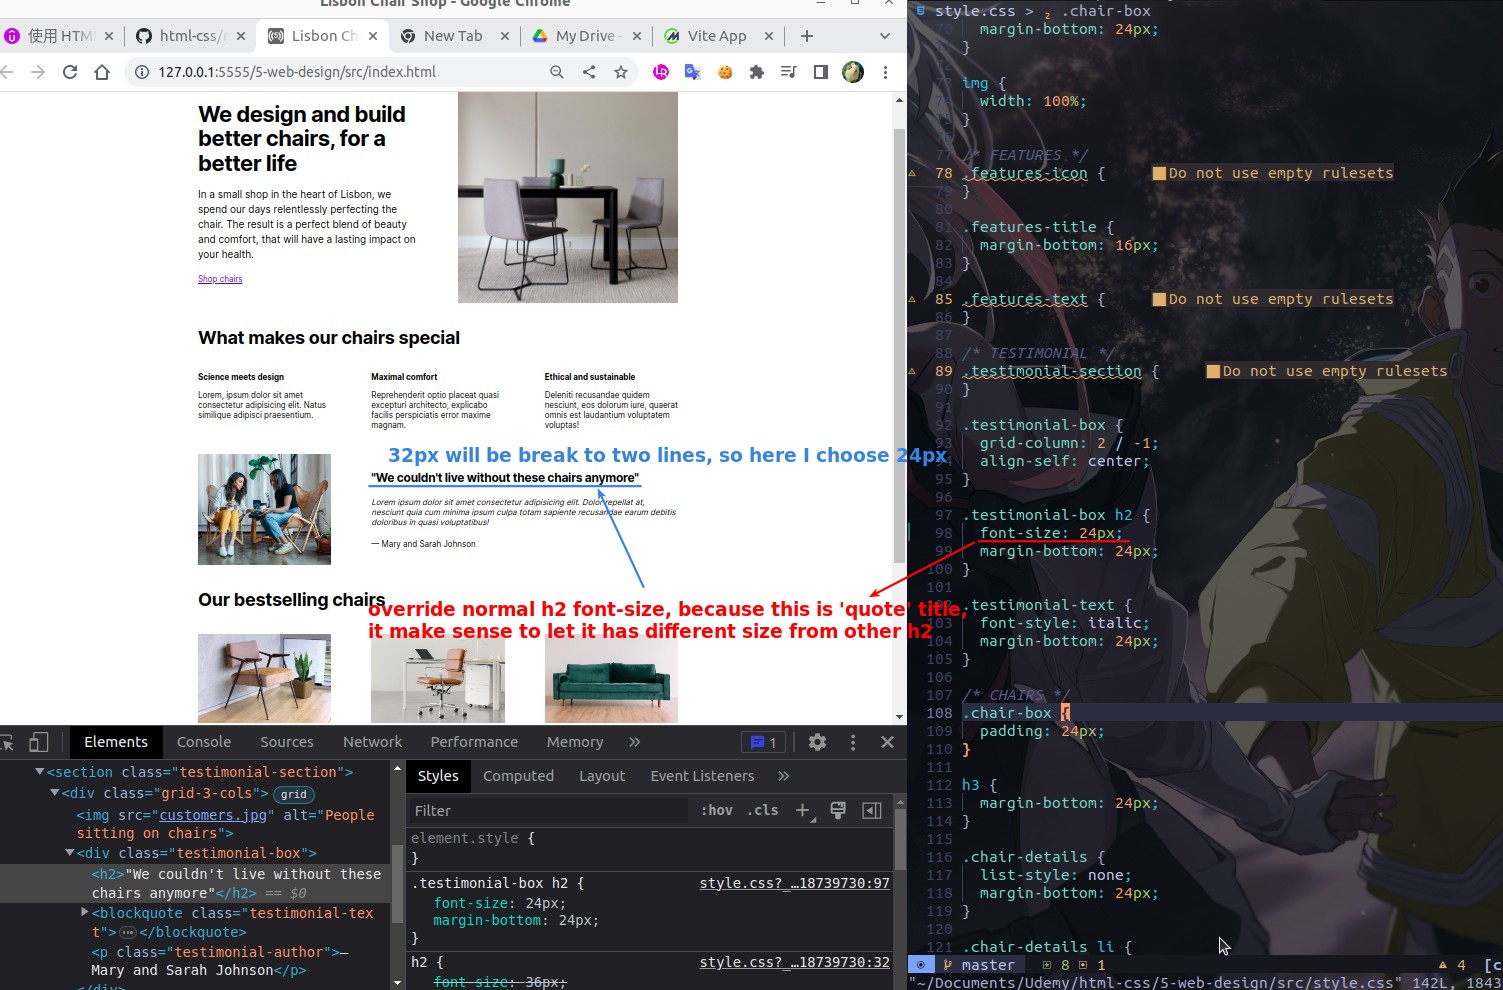 Lisbon Chair Shop - Google Chrome
使用 HTM
html-css/r
Lisbon Ch
New Tab
My Drive -
Vite App
127.0.0.1:5555/5-web-design/src/index.html
We design and build
better chairs, for a
better life
In a small shop in the heart of Lisbon, we
spend our days relentlessly perfecting the
chair. The result is a perfect blend of beauty
and comfort, that will have a lasting impact on
your health.
Shop chairs
What makes our chairs special
Science meets design
Lorem, ipsum dolor sit amet
consectetur adipisicing elit. Natus
similique adipisci praesentium.
Maximal comfort
Reprehenderit optio placeat quasi
excepturi architecto, explicabo
facilis perspiciatis error maxime
magnam.
Ethical and sustainable
Deleniti recusandae quidem
nesciunt, eos dolorum iure, quaerat
omnis est laudantium voluptatem
voluptas!
32px will be break to two lines, so here I choose 24px
"We couldn't live without these chairs anymore"
Lorem ipsum dolor sit amet consectetur adipisicing elit. Dolor repellat at,
nesciunt quia cum minima ipsum culpa totam sapiente recusandae earum debitis
doloribus in quasi voluptatibus!
— Mary and Sarah Johnson
Our bestselling chairs
override normal h2 font-size, because this is 'quote' title,
it make sense to let it has different size from other h2
Elements
Console
Sources
Network
Performance
Memory
1
<section class="testimonial-section">
<div class="grid-3-cols"> grid
<img src="customers.jpg" alt="People
sitting on chairs">
<div class="testimonial-box">
<h2>"We couldn't live without these
chairs anymore"</h2> == $0
<blockquote class="testimonial-tex
t">…</blockquote>
<p class="testimonial-author">—
Mary and Sarah Johnson</p>
</div>
Styles
Computed
Layout
Event Listeners
Filter
:hov .cls
element.style {
}
.testimonial-box h2 { style.css?_…18739730:97
font-size: 24px;
margin-bottom: 24px;
}
h2 { style.css?_…18739730:32
font-size: 36px;
style.css > .chair-box
70 margin-bottom: 24px;
}
72
73 img {
width: 100%;
}
77 /* FEATURES */
78 .features-icon { Do not use empty rulesets
79 }
80
81 .features-title {
82 margin-bottom: 16px;
83 }
84
85 .features-text { Do not use empty rulesets
86 }
87
88 /* TESTIMONIAL */
89 .testimonial-section { Do not use empty rulesets
90 }
91
92 .testimonial-box {
93 grid-column: 2 / -1;
94 align-self: center;
95 }
96
97 .testimonial-box h2 {
98 font-size: 24px;
99 margin-bottom: 24px;
100 }
101
.testimonial-text {
103 font-style: italic;
104 margin-bottom: 24px;
105 }
106
107 /* CHAIRS */
108 .chair-box {
109 padding: 24px;
110 }
111
112 h3 {
113 margin-bottom: 24px;
114 }
115
116 .chair-details {
117 list-style: none;
118 margin-bottom: 24px;
119 }
120
121 .chair-details li {
master 8 1 4 [c
"~/Documents/Udemy/html-css/5-web-design/src/style.css" 142L, 1843